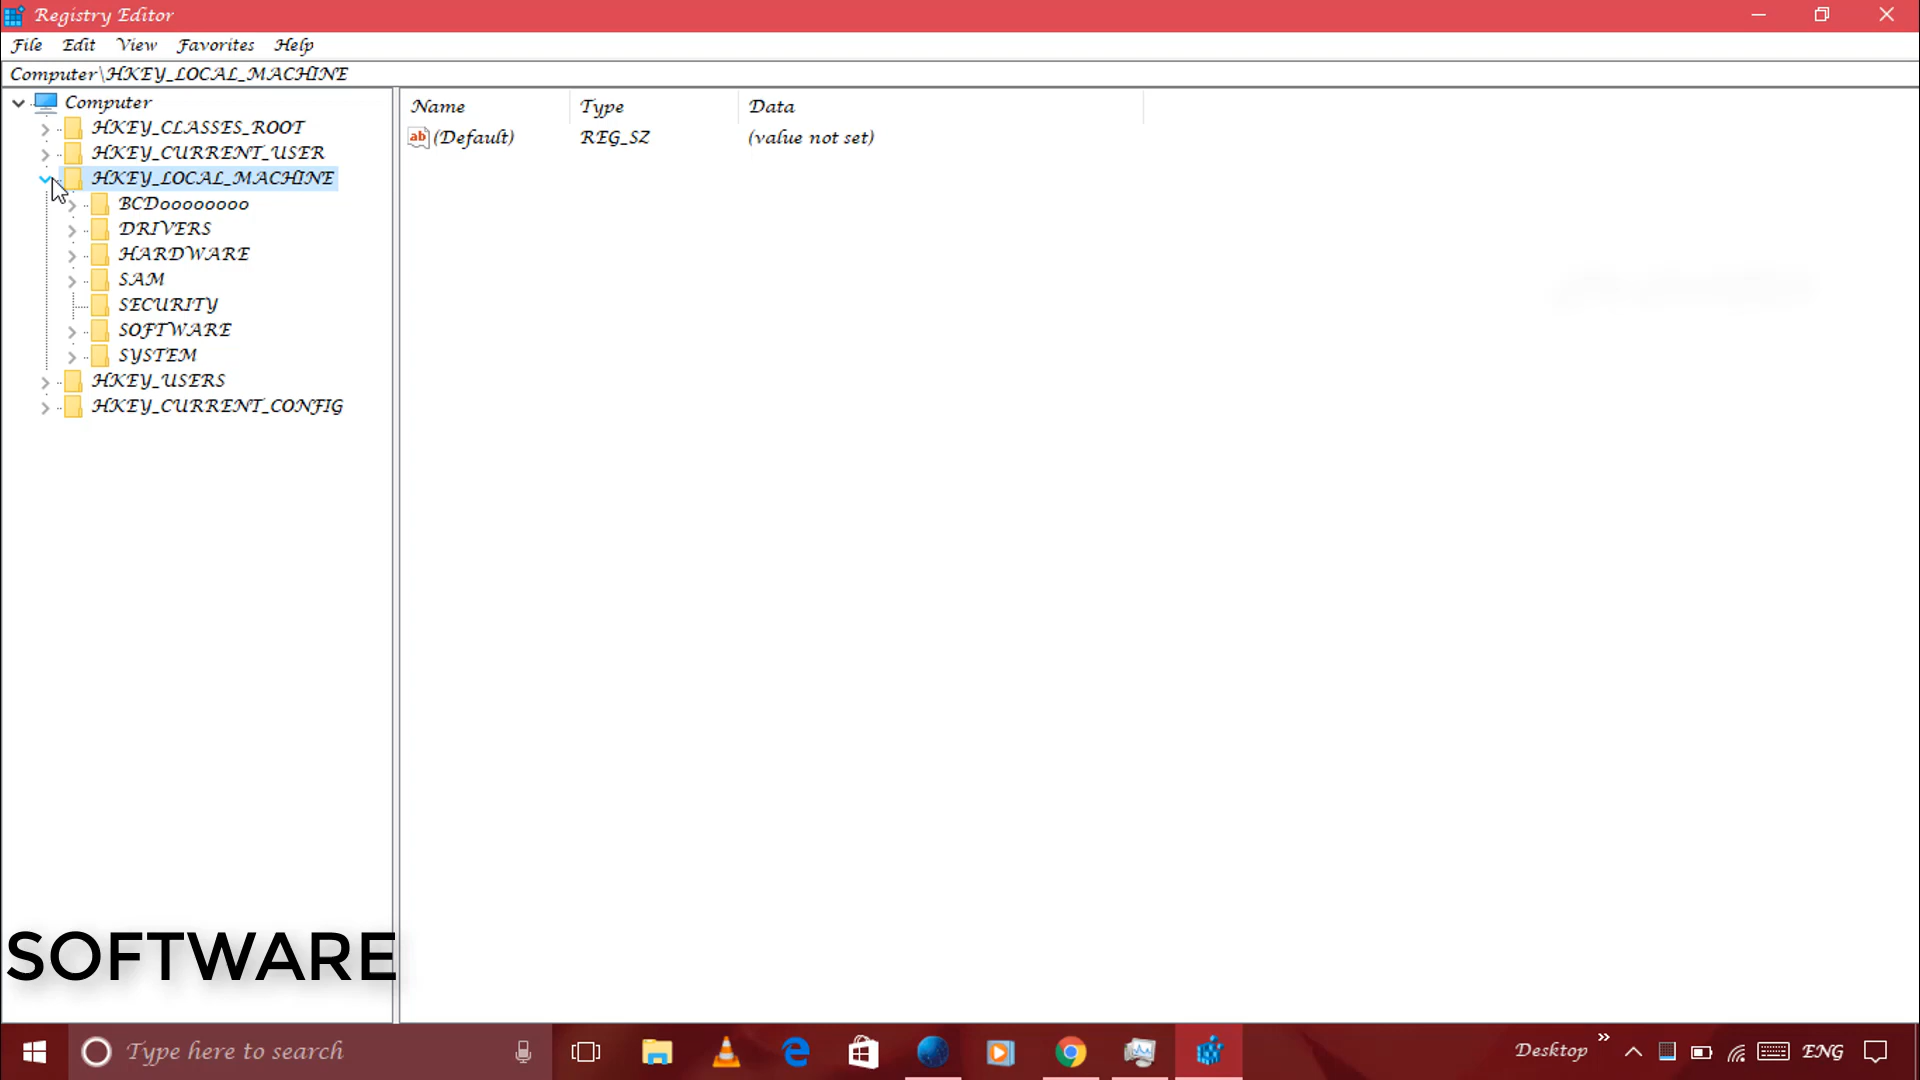 Registry Editor
File Edit View Favorites Help
Computer\HKEY_LOCAL_MACHINE
Computer
HKEY_CLASSES_ROOT
HKEY_CURRENT_USER
HKEY_LOCAL_MACHINE
BCD00000000
DRIVERS
HARDWARE
SAM
SECURITY
SOFTWARE
SYSTEM
HKEY_USERS
HKEY_CURRENT_CONFIG
Name Type Data
ab (Default) REG_SZ (value not set)
SOFTWARE
Type here to search
Desktop » ENG